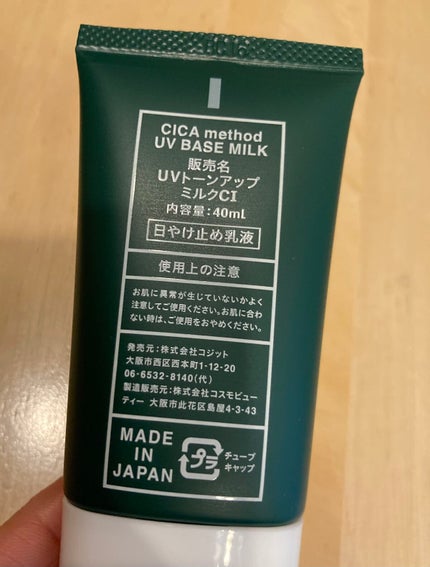 CICA method
UV BASE MILK
販売名
UVトーンアップ
ミルクCI
内容量:40mL
日やけ止め乳液
使用上の注意
お肌に異常が生じていないかよく
注意してご使用ください。お肌に合わ
ない時は、ご使用をおやめください。
発売元:株式会社コジット
大阪市西区西本町1-12-20
06-6532-8140(代)
製造販売元:株式会社コスモビュー
ティー 大阪市此花区島屋4-3-43
MADE
IN
JAPAN
プラ
チューブ
キャップ